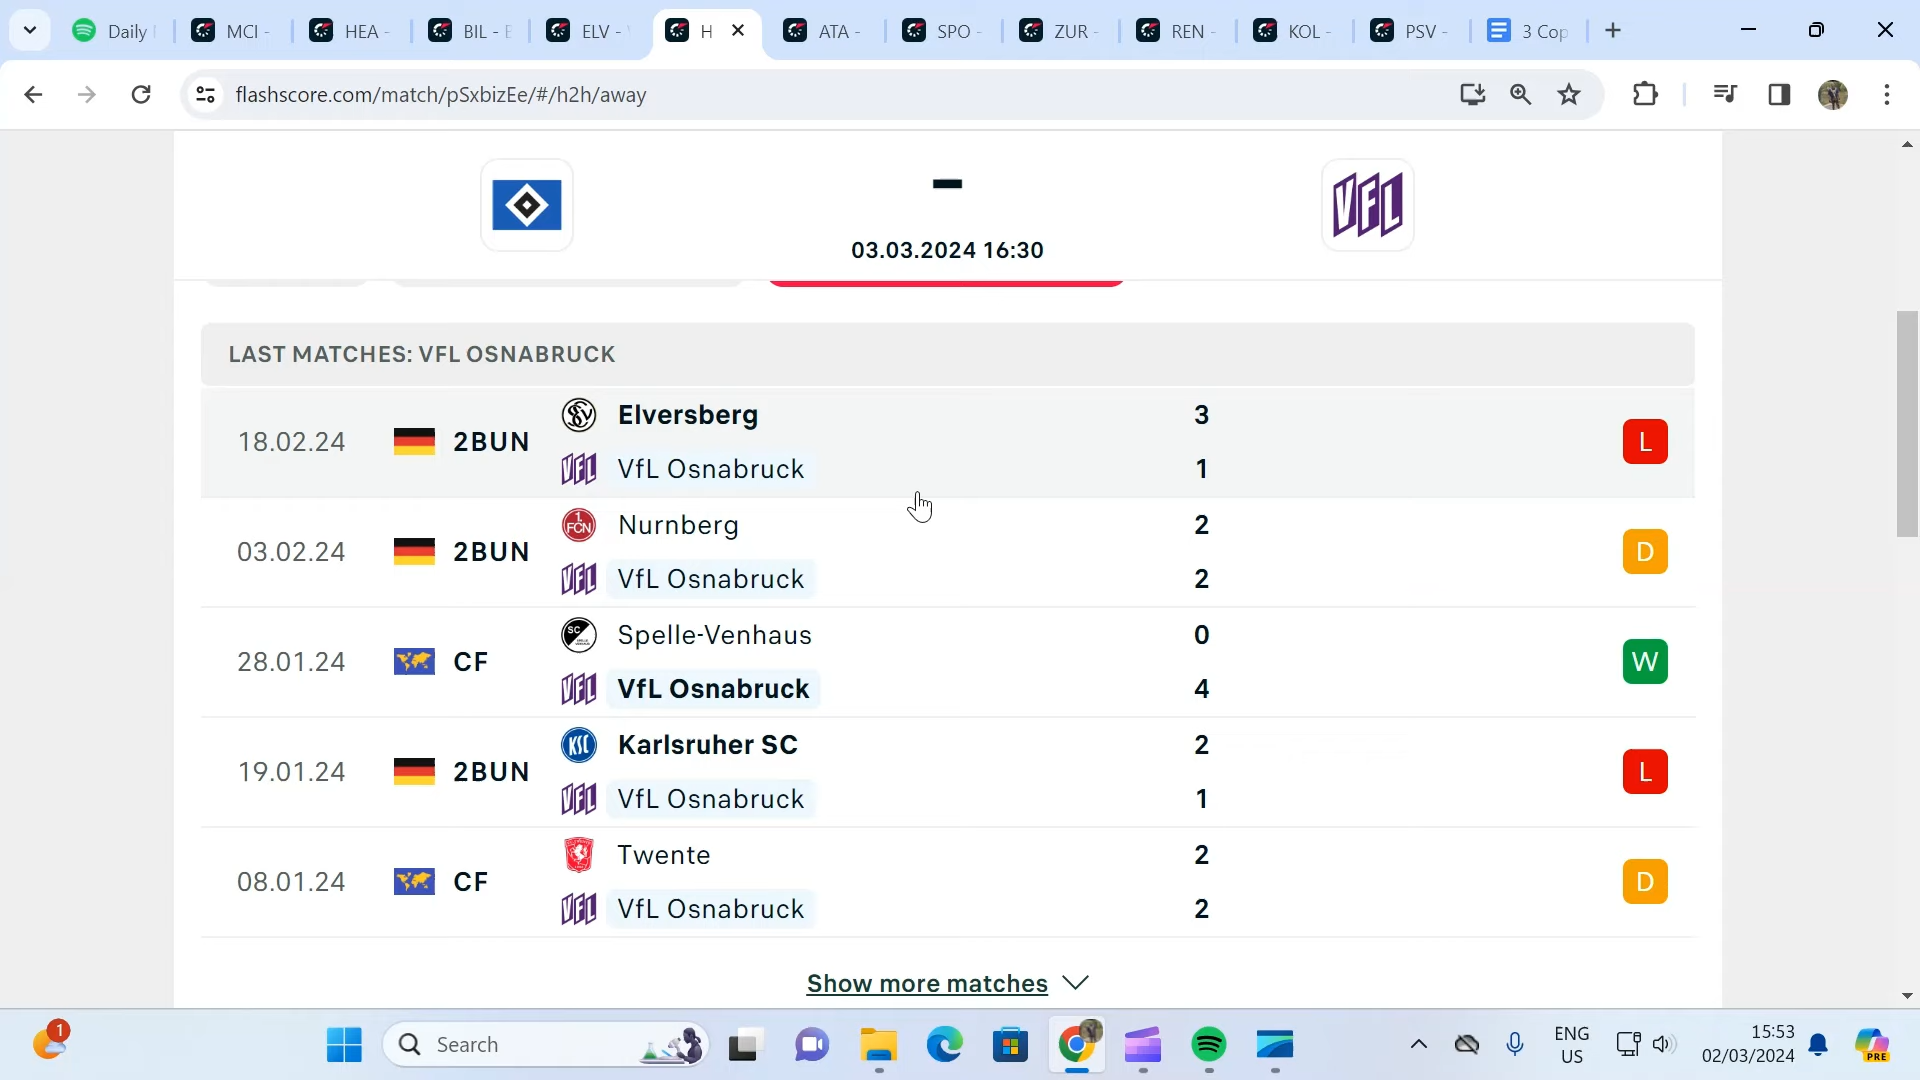 Daily
MCI -
HEA -
BIL - E
ELV -
H
ATA -
SPO -
ZUR -
REN -
KOL -
PSV -
3 Cop
flashscore.com/match/pSxbizEe/#/h2h/away
-
VFL
03.03.2024 16:30
LAST MATCHES: VFL OSNABRUCK
18.02.24 2BUN Elversberg 3 L
VfL Osnabruck 1
03.02.24 2BUN Nurnberg 2 D
VfL Osnabruck 2
28.01.24 CF Spelle-Venhaus 0 W
VfL Osnabruck 4
19.01.24 2BUN Karlsruher SC 2 L
VfL Osnabruck 1
08.01.24 CF Twente 2 D
VfL Osnabruck 2
Show more matches
1
Search
ENG
US
15:53
02/03/2024
PRE